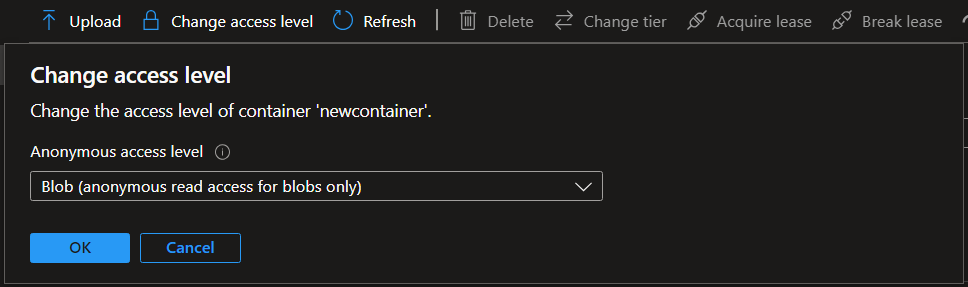 Upload Change access level Refresh Delete Change tier Acquire lease Break lease
Change access level
Change the access level of container 'newcontainer'.
Anonymous access level
Blob (anonymous read access for blobs only)
OK Cancel